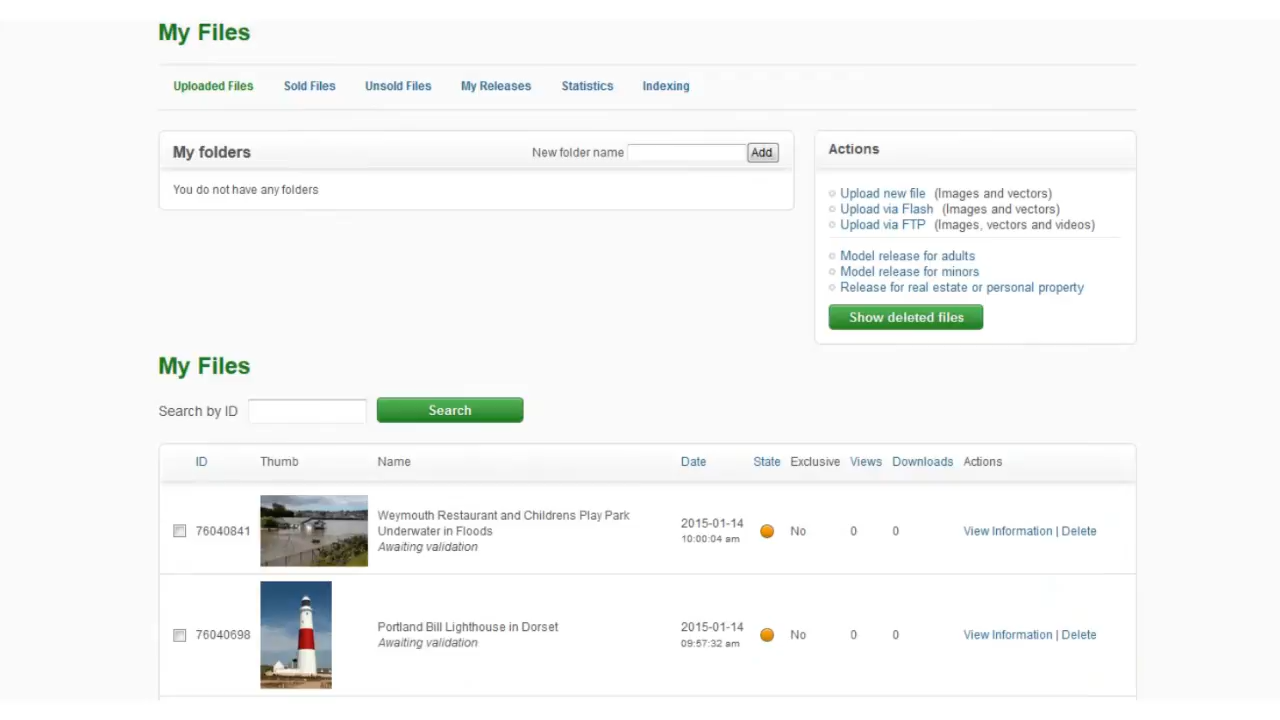 My Files
Uploaded Files Sold Files Unsold Files My Releases Statistics Indexing
My folders New folder name Add
You do not have any folders
Actions
Upload new file (Images and vectors)
Upload via Flash (Images and vectors)
Upload via FTP (Images, vectors and videos)
Model release for adults
Model release for minors
Release for real estate or personal property
Show deleted files
My Files
Search by ID Search
ID Thumb Name Date State Exclusive Views Downloads Actions
Weymouth Restaurant and Childrens Play Park
Underwater in Floods
Awaiting validation
76040841 2015-01-14 No 0 0 View Information | Delete
10:00:04 am
Portland Bill Lighthouse in Dorset
Awaiting validation
76040698 2015-01-14 No 0 0 View Information | Delete
09:57:32 am